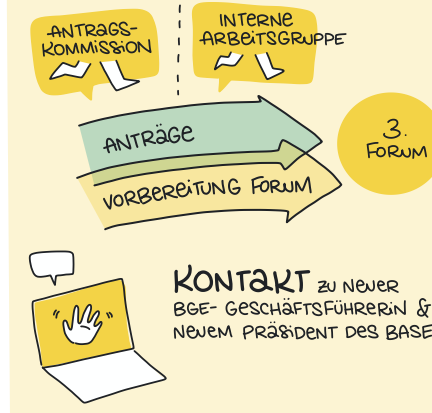 ANTRAGS-
KOMMISSION
INTERNE
ARBEITSGRUPPE
ANTRÄGE
VORBEREITUNG FORUM
3.
FORUM
KONTAKT ZU NEUER
BGE- GESCHÄFTSFÜHRERIN &
NEUEM PRÄSIDENT DES BASE